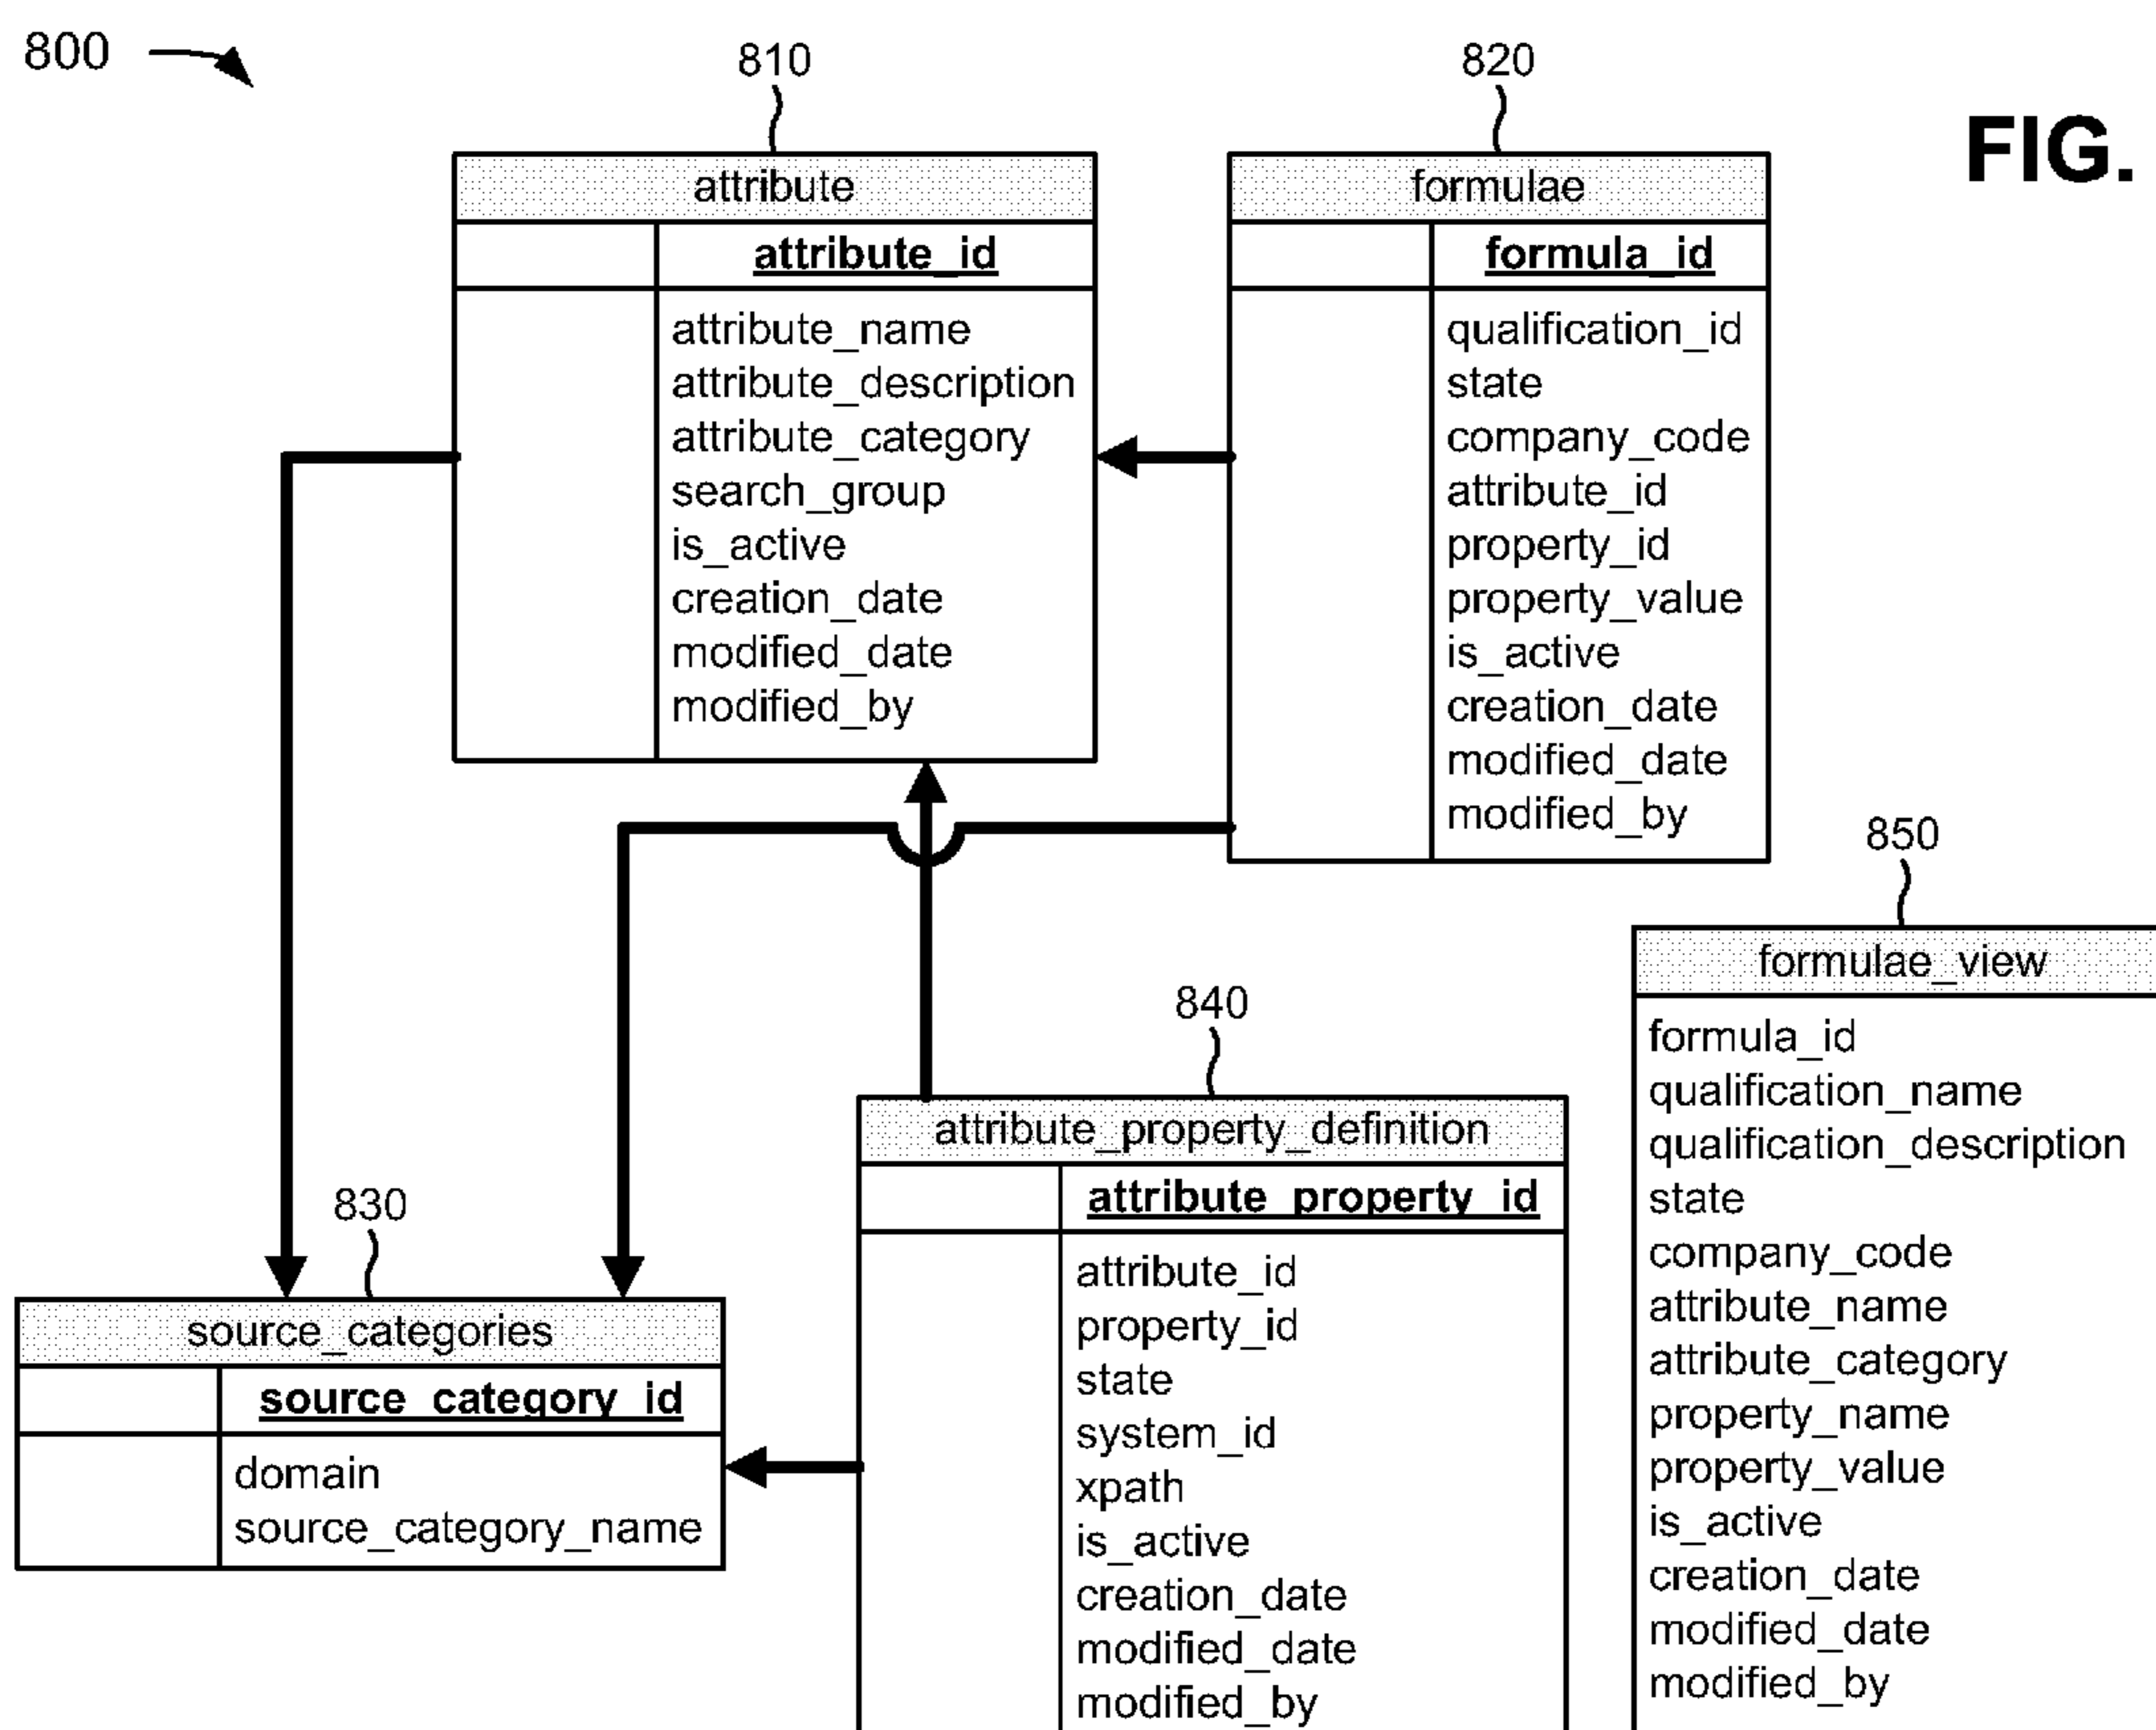 800
810
820
FIG.
attribute
attribute_id
attribute_name
attribute_description
attribute_category
search_group
is_active
creation_date
modified_date
modified_by
formulae
formula_id
qualification_id
state
company_code
attribute_id
property_id
property_value
is_active
creation_date
modified_date
modified_by
850
formulae_view
formula_id
qualification_name
qualification_description
state
company_code
attribute_name
attribute_category
property_name
property_value
is_active
creation_date
modified_date
modified_by
840
attribute_property_definition
attribute_property_id
attribute_id
property_id
state
system_id
xpath
is_active
creation_date
modified_date
modified_by
830
source_categories
source_category_id
domain
source_category_name